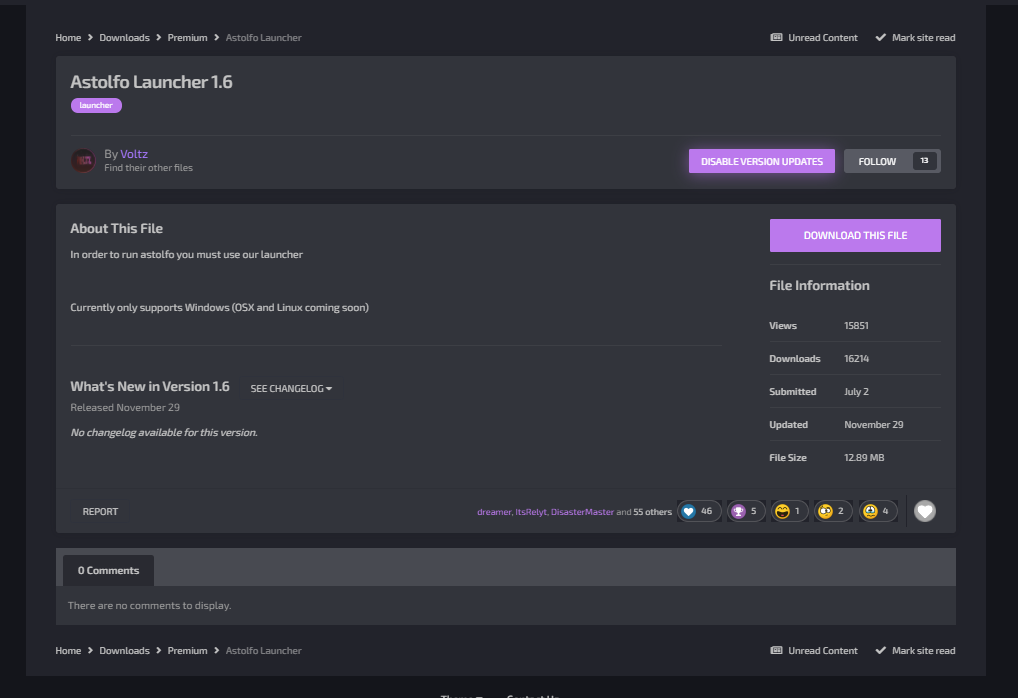 Home > Downloads > Premium > Astolfo Launcher
Unread Content Mark site read
Astolfo Launcher 1.6
launcher
By Voltz
Find their other files
DISABLE VERSION UPDATES
FOLLOW 13
About This File
In order to run astolfo you must use our launcher
Currently only supports Windows (OSX and Linux coming soon)
What's New in Version 1.6 SEE CHANGELOG
Released November 29
No changelog available for this version.
DOWNLOAD THIS FILE
File Information
Views 15851
Downloads 16214
Submitted July 2
Updated November 29
File Size 12.89 MB
REPORT
dreamer, ItsRelyt, DisasterMaster and 55 others 46 5 1 2 4
0 Comments
There are no comments to display.
Home > Downloads > Premium > Astolfo Launcher
Unread Content Mark site read
Theme Contact Us